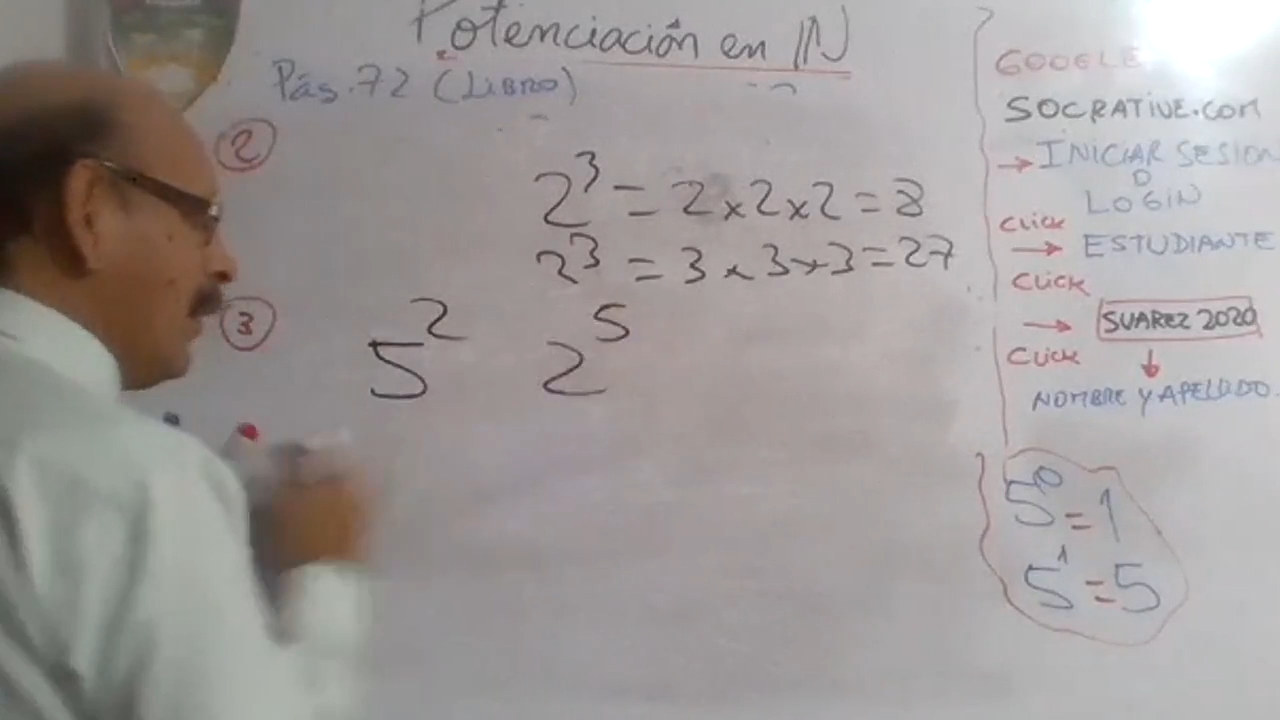 Potenciación en ℕ
Pág. 72 (LIBRO)
②
2³ = 2 x 2 x 2 = 8
2³ = 3 x 3 x 3 = 27
③
5² 2⁵
GOOGLE
SOCRATIVE.COM
→ INICIAR SESION
O
LOGIN
CLICK
→ ESTUDIANTE
CLICK
→ SUAREZ 2020
CLICK ↓
NOMBRE Y APELLIDO.
5⁰ = 1
5¹ = 5